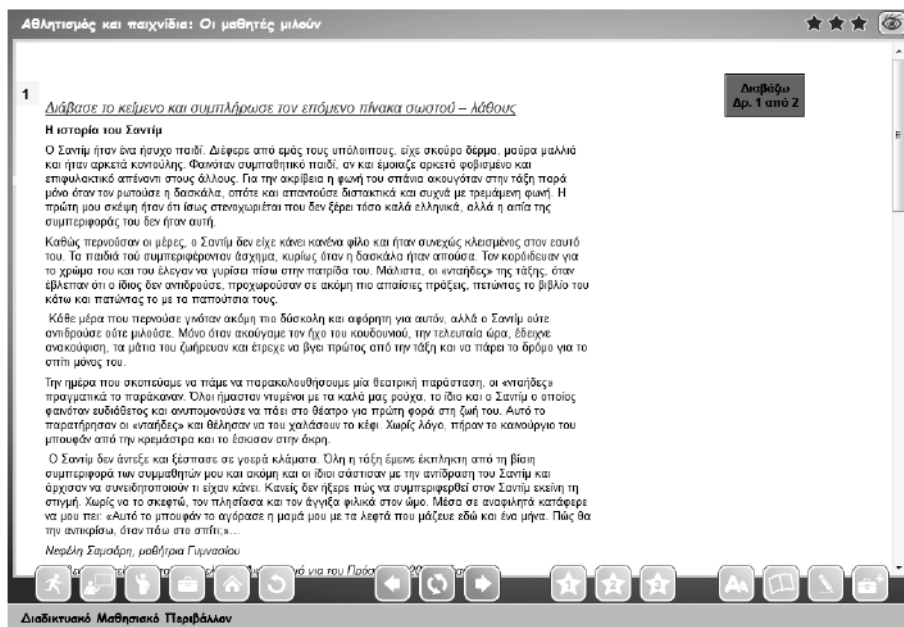 Αθλητισμός και παιχνίδια: Οι μαθητές μιλούν
1
Διαβάζω
Δρ. 1 από 2
Διάβασε το κείμενο και συμπλήρωσε τον επόμενο πίνακα σωστού – λάθους
Η ιστορία του Σαντίμ
Ο Σαντίμ ήταν ένα ήσυχο παιδί. Διέφερε από εμάς τους υπόλοιπους, είχε σκούρο δέρμα, μαύρα μαλλιά
και ήταν αρκετά κοντούλης. Φαινόταν συμπαθητικό παιδί, αν και έμοιαζε αρκετά φοβισμένο και
επιφυλακτικό απέναντι στους άλλους. Για την ακρίβεια η φωνή του σπάνια ακουγόταν στην τάξη παρά
μόνο όταν τον ρωτούσε η δασκάλα, οπότε και απαντούσε διστακτικά και συχνά με τρεμάμενη φωνή. Η
πρώτη μου σκέψη ήταν ότι ίσως στενοχωριέται που δεν ξέρει τόσο καλά ελληνικά, αλλά η αιτία της
συμπεριφοράς του δεν ήταν αυτή.
Καθώς περνούσαν οι μέρες, ο Σαντίμ δεν είχε κάνει κανένα φίλο και ήταν συνεχώς κλεισμένος στον εαυτό
του. Τα παιδιά τού συμπεριφέρονταν άσχημα, κυρίως όταν η δασκάλα ήταν απούσα. Τον κορόιδευαν για
το χρώμα του και του έλεγαν να γυρίσει πίσω στην πατρίδα του. Μάλιστα, οι «νταήδες» της τάξης, όταν
έβλεπαν ότι ο ίδιος δεν αντιδρούσε, προχωρούσαν σε ακόμη πιο απαίσιες πράξεις, πετώντας το βιβλίο του
κάτω και πατώντας το με τα παπούτσια τους.
Κάθε μέρα που περνούσε γινόταν ακόμη πιο δύσκολη και αφόρητη για αυτόν, αλλά ο Σαντίμ ούτε
αντιδρούσε ούτε μιλούσε. Μόνο όταν ακούγαμε τον ήχο του κουδουνιού, την τελευταία ώρα, έδειχνε
ανακούφιση, τα μάτια του ζωήρευαν και έτρεχε να βγει πρώτος από την τάξη και να πάρει το δρόμο για το
σπίτι μόνος του.
Την ημέρα που σκοπεύαμε να πάμε να παρακολουθήσουμε μία θεατρική παράσταση, οι «νταήδες»
πραγματικά το παράκαναν. Όλοι ήμασταν ντυμένοι με τα καλά μας ρούχα, το ίδιο και ο Σαντίμ ο οποίος
φαινόταν ευδιάθετος και ανυπομονούσε να πάει στο θέατρο για πρώτη φορά στη ζωή του. Αυτό το
παρατήρησαν οι «νταήδες» και θέλησαν να του χαλάσουν το κέφι. Χωρίς λόγο, πήραν το καινούργιο του
μπουφάν από την κρεμάστρα και το έσκισαν στην άκρη.
Ο Σαντίμ δεν άντεξε και ξέσπασε σε γοερά κλάματα. Όλη η τάξη έμεινε έκπληκτη από τη βίαιη
συμπεριφορά των συμμαθητών μου και ακόμη και οι ίδιοι σάστισαν με την αντίδραση του Σαντίμ και
άρχισαν να συνειδητοποιούν τι είχαν κάνει. Κανείς δεν ήξερε πώς να συμπεριφερθεί στον Σαντίμ εκείνη τη
στιγμή. Χωρίς να το σκεφτώ, τον πλησίασα και τον άγγιξα φιλικά στον ώμο. Μέσα σε αναφιλητά κατάφερε
να μου πει: «Αυτό το μπουφάν το αγόρασε η μαμά μου με τα λεφτά που μάζευε εδώ και ένα μήνα. Πώς θα
την αντικρίσω, όταν πάω στο σπίτι;»...
Νεφέλη Σαμσάρη, μαθήτρια Γυμνασίου
1 2 3
Διαδικτυακό Μαθησιακό Περιβάλλον